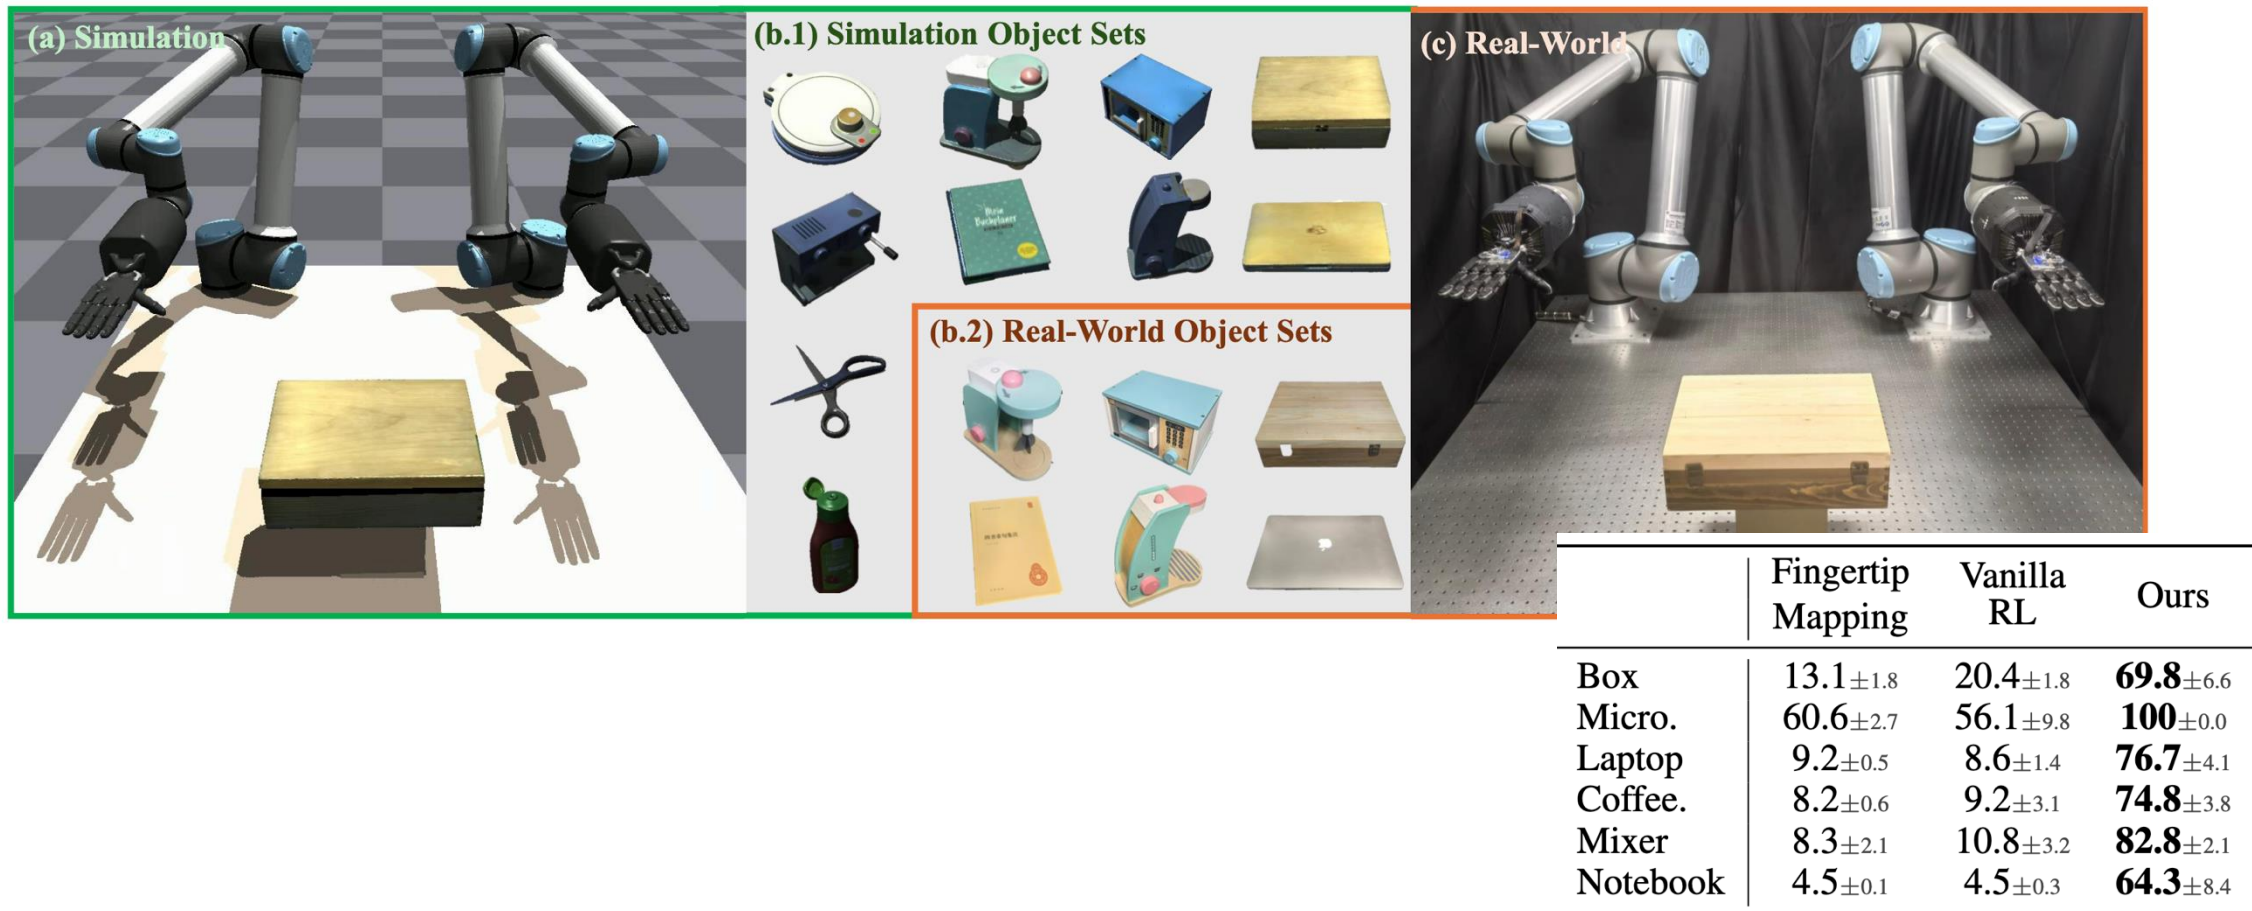 (a) Simulation
(b.1) Simulation Object Sets
(b.2) Real-World Object Sets
(c) Real-World
Fingertip Mapping Vanilla RL Ours
Box 13.1±1.8 20.4±1.8 69.8±6.6
Micro. 60.6±2.7 56.1±9.8 100±0.0
Laptop 9.2±0.5 8.6±1.4 76.7±4.1
Coffee. 8.2±0.6 9.2±3.1 74.8±3.8
Mixer 8.3±2.1 10.8±3.2 82.8±2.1
Notebook 4.5±0.1 4.5±0.3 64.3±8.4